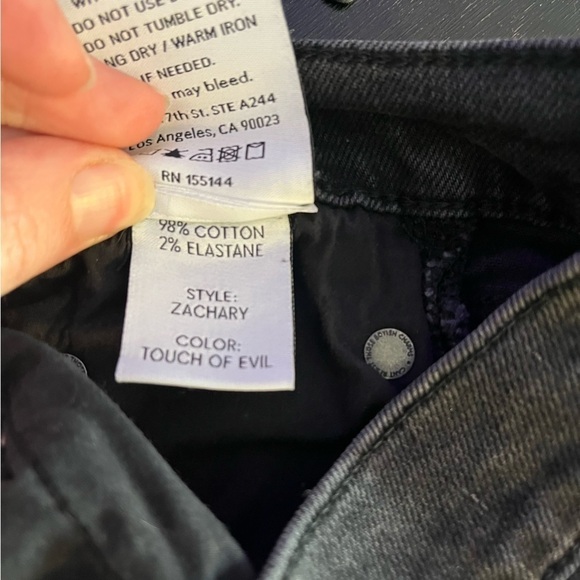 DO NOT USE
DO NOT TUMBLE DRY.
NG DRY / WARM IRON
IF NEEDED.
may bleed.
7th St. STE A244
Los Angeles, CA 90023
RN 155144
98% COTTON
2% ELASTANE
STYLE:
ZACHARY
COLOR:
TOUCH OF EVIL